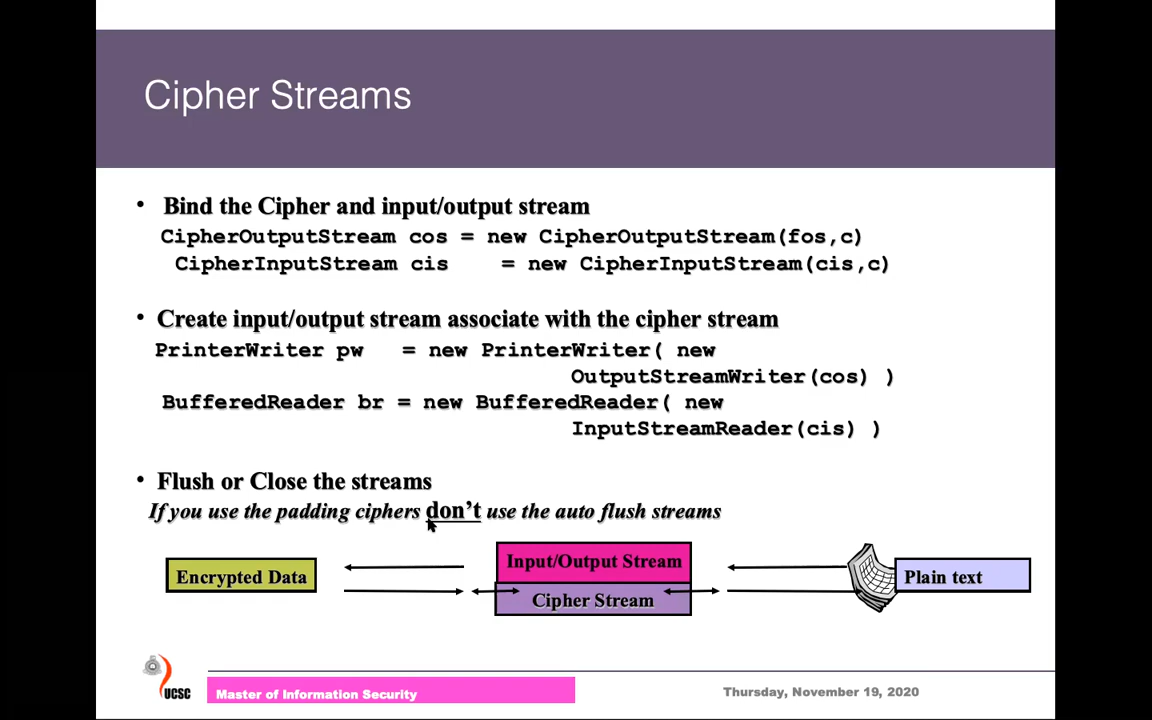 Cipher Streams
• Bind the Cipher and input/output stream
CipherOutputStream cos = new CipherOutputStream(fos,c)
CipherInputStream cis = new CipherInputStream(cis,c)
• Create input/output stream associate with the cipher stream
PrinterWriter pw = new PrinterWriter( new
OutputStreamWriter(cos) )
BufferedReader br = new BufferedReader( new
InputStreamReader(cis) )
• Flush or Close the streams
If you use the padding ciphers don’t use the auto flush streams
Encrypted Data
Input/Output Stream
Cipher Stream
Plain text
UCSC
Master of Information Security
Thursday, November 19, 2020